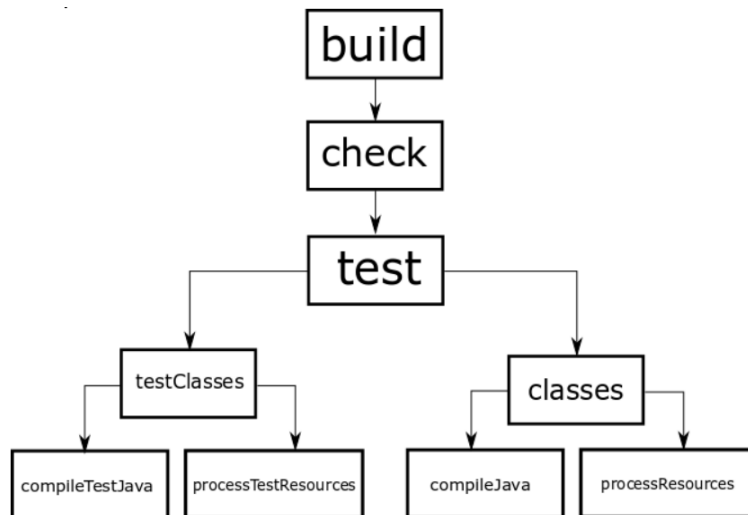 build
check
test
testClasses
classes
compileTestJava
processTestResources
compileJava
processResources